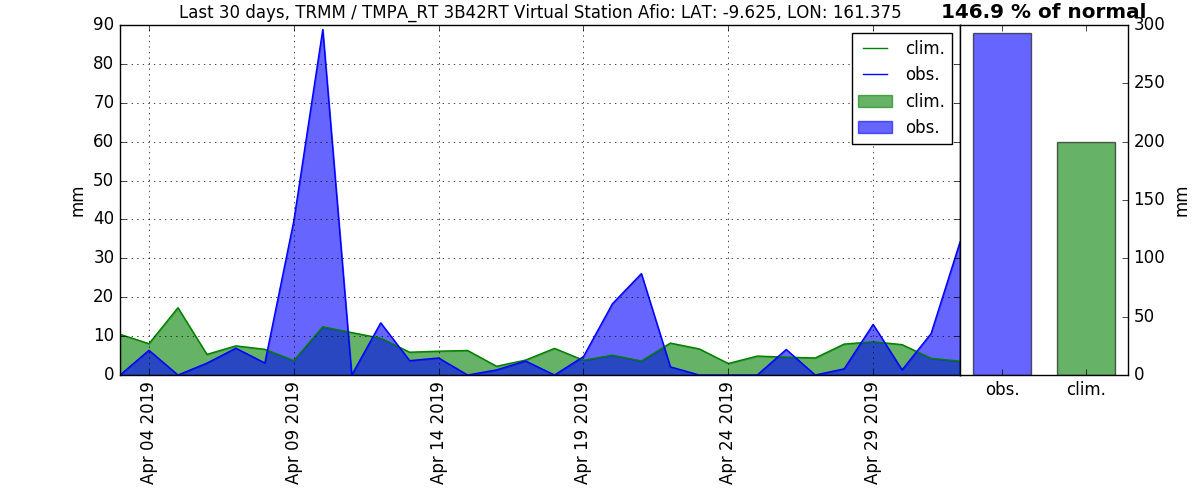 Last 30 days, TRMM / TMPA_RT 3B42RT Virtual Station Afio: LAT: -9.625, LON: 161.375
146.9 % of normal
90
80
70
60
50
40
30
20
10
0
mm
clim.
obs.
clim.
obs.
300
250
200
150
100
50
0
mm
obs.
clim.
Apr 04 2019
Apr 09 2019
Apr 14 2019
Apr 19 2019
Apr 24 2019
Apr 29 2019